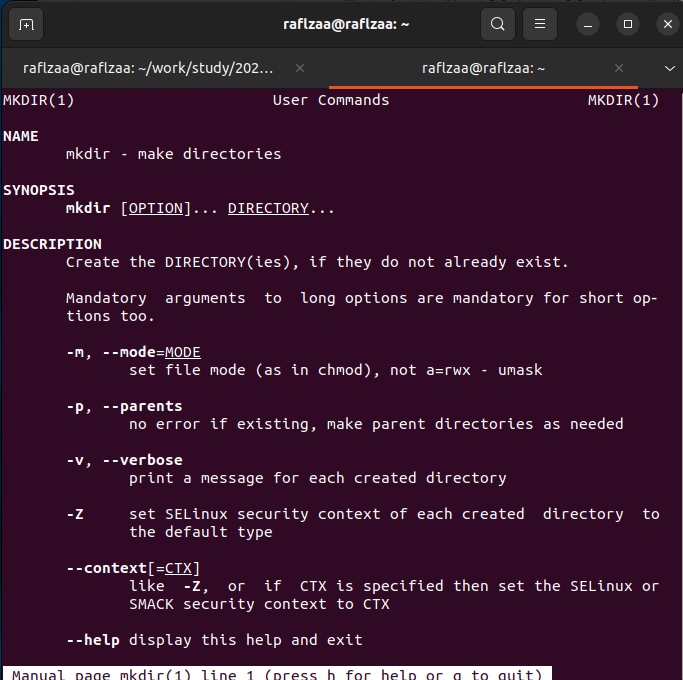 raflzaa@raflzaa: ~
raflzaa@raflzaa: ~/work/study/202...
raflzaa@raflzaa: ~
MKDIR(1) User Commands MKDIR(1)
NAME
mkdir - make directories
SYNOPSIS
mkdir [OPTION]... DIRECTORY...
DESCRIPTION
Create the DIRECTORY(ies), if they do not already exist.
Mandatory arguments to long options are mandatory for short op-
tions too.
-m, --mode=MODE
set file mode (as in chmod), not a=rwx - umask
-p, --parents
no error if existing, make parent directories as needed
-v, --verbose
print a message for each created directory
-Z set SELinux security context of each created directory to
the default type
--context[=CTX]
like -Z, or if CTX is specified then set the SELinux or
SMACK security context to CTX
--help display this help and exit
Manual page mkdir(1) line 1 (press h for help or q to quit)